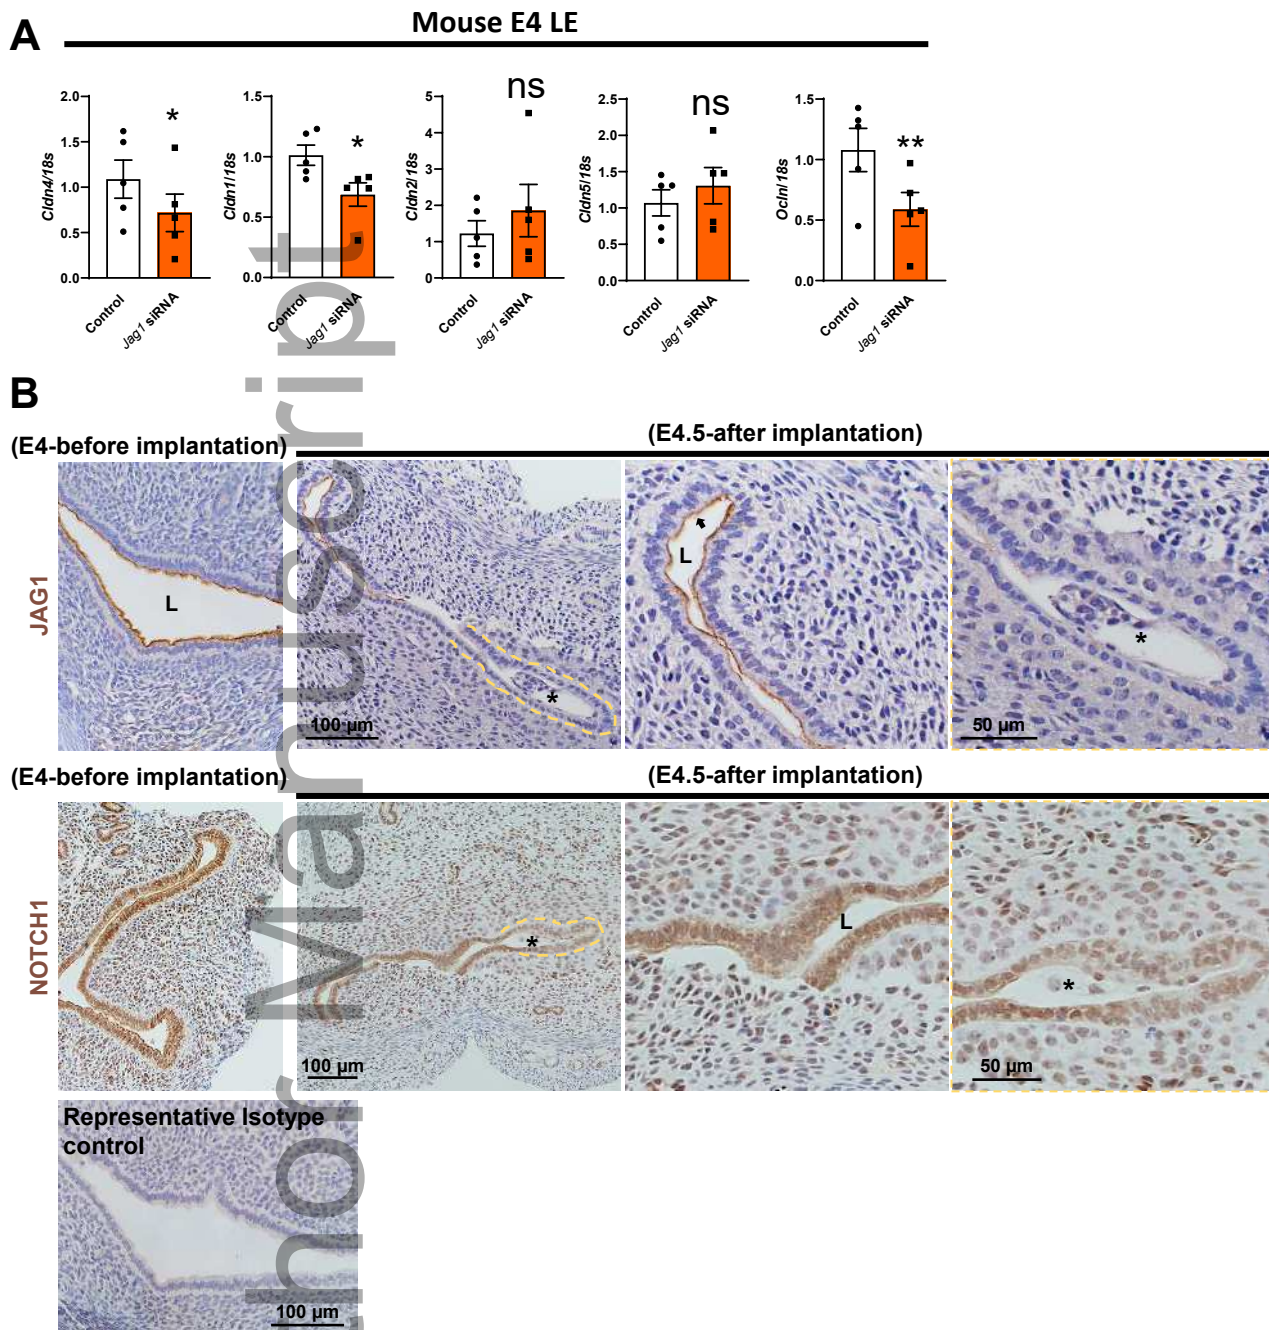 A
Mouse E4 LE
Cldn4/18s
2.0
1.5
1.0
0.5
0.0
*
Control
Jag1 siRNA
Cldn1/18s
1.5
1.0
0.5
0.0
*
Control
Jag1 siRNA
Cldn2/18s
5
4
3
2
1
0
ns
Control
Jag1 siRNA
Cldn5/18s
2.5
2.0
1.5
1.0
0.5
0.0
ns
Control
Jag1 siRNA
Ocln/18s
1.5
1.0
0.5
0.0
**
Control
Jag1 siRNA
B
(E4-before implantation)
(E4.5-after implantation)
JAG1
L
*
100 µm
L
*
50 µm
(E4-before implantation)
(E4.5-after implantation)
NOTCH1
*
100 µm
L
*
50 µm
Representative Isotype
control
100 µm
hor Manuscript